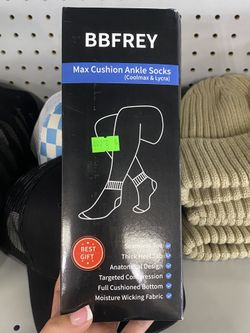 BBFREY
Max Cushion Ankle Socks
(Coolmax & Lycra)
BEST
GIFT
Seamless Toe
Thick Heel Tab
Anatomical Design
Targeted Compression
Full Cushioned Bottom
Moisture Wicking Fabric